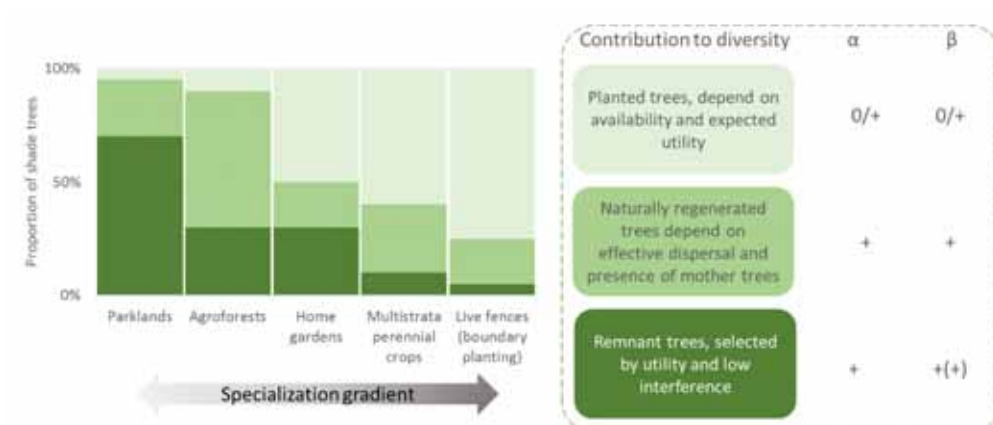 100%
50%
0%
Proportion of shade trees
Parklands
Agroforests
Home
gardens
Multistrata
perennial
crops
Live fences
(boundary
planting)
Specialization gradient
Contribution to diversity α β
Planted trees, depend on
availability and expected
utility
0/+ 0/+
Naturally regenerated
trees depend on
effective dispersal and
presence of mother trees
+ +
Remnant trees, selected
by utility and low
interference
+ +(+)